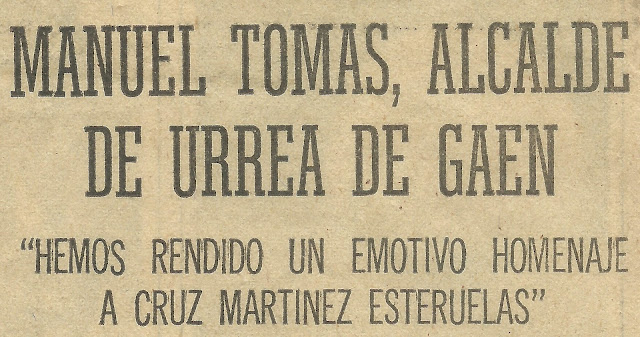 MANUEL TOMAS, ALCALDE
DE URREA DE GAEN
“HEMOS RENDIDO UN EMOTIVO HOMENAJE
A CRUZ MARTINEZ ESTERUELAS”